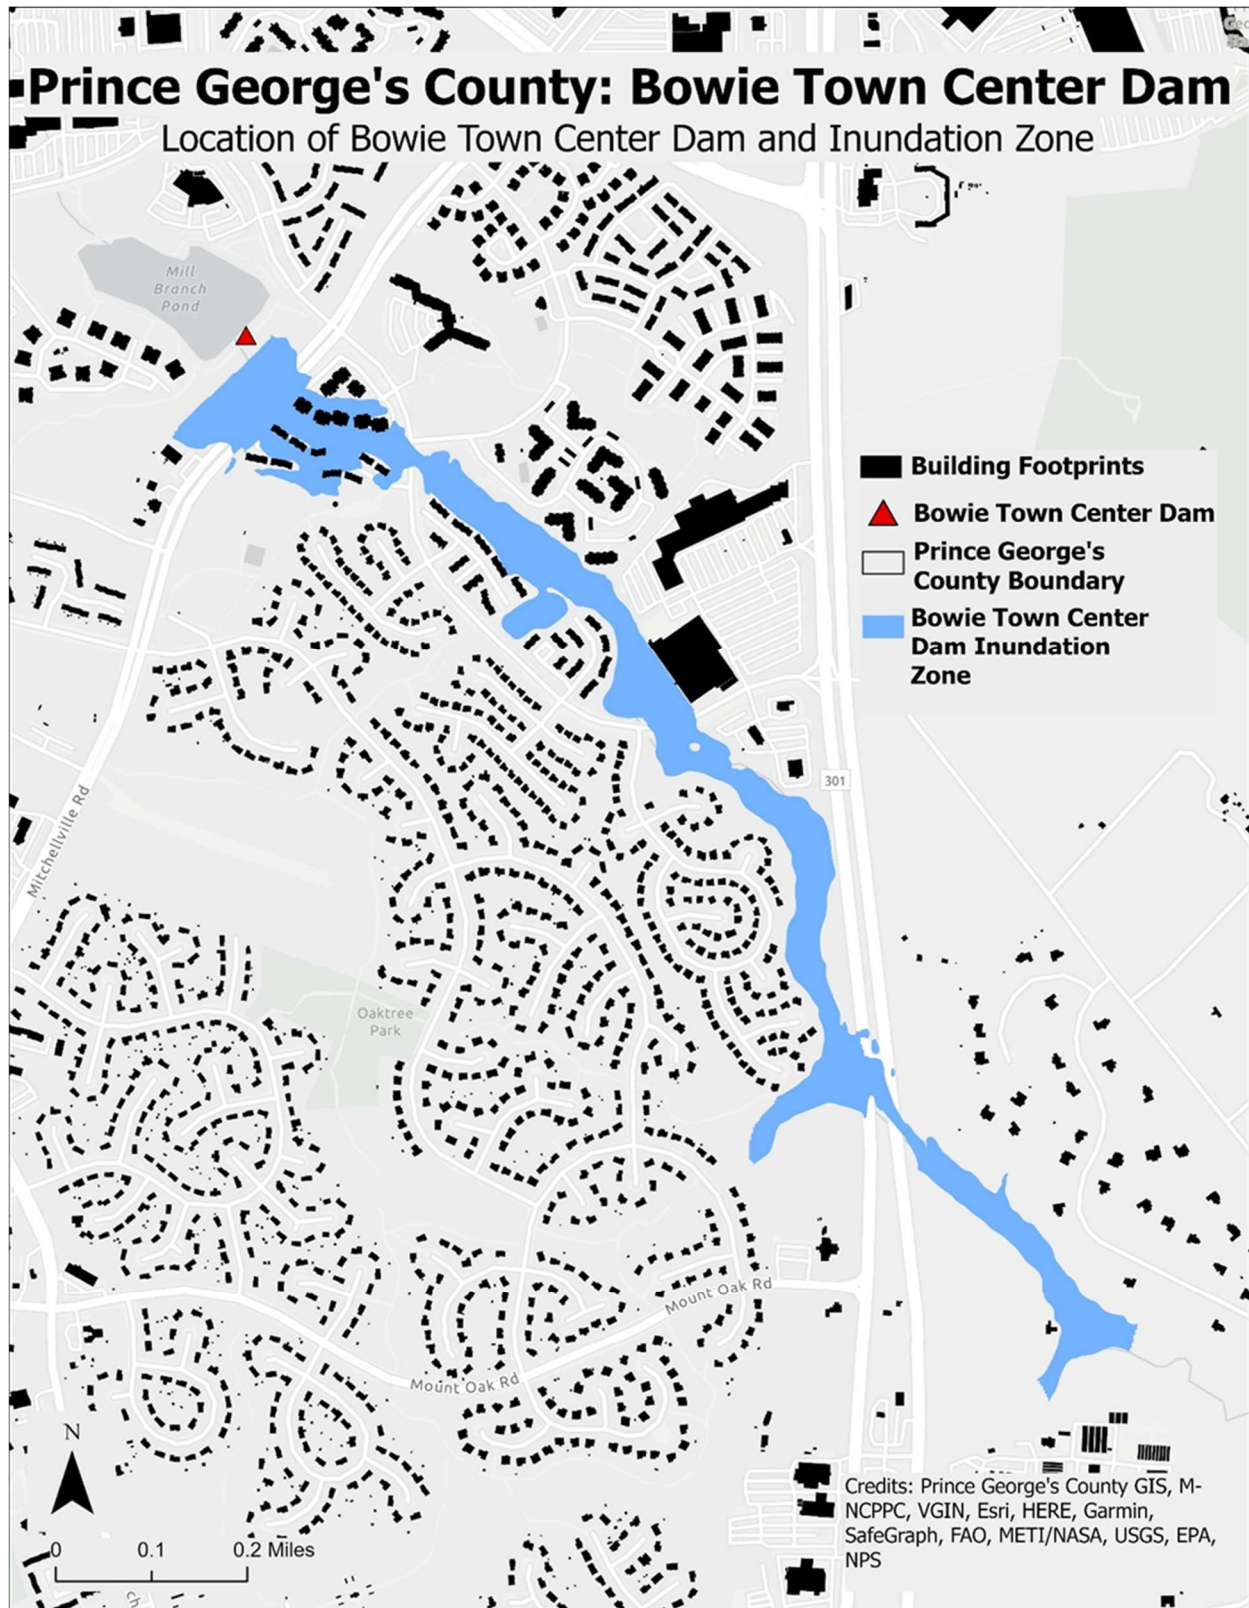 Prince George's County: Bowie Town Center Dam
Location of Bowie Town Center Dam and Inundation Zone
Mill
Branch
Pond
Building Footprints
Bowie Town Center Dam
Prince George's
County Boundary
Bowie Town Center
Dam Inundation
Zone
301
Mitchellville Rd
Oaktree
Park
Mount Oak Rd
Mount Oak Rd
N
0 0.1 0.2 Miles
Credits: Prince George's County GIS, M-
NCPPC, VGIN, Esri, HERE, Garmin,
SafeGraph, FAO, METI/NASA, USGS, EPA,
NPS